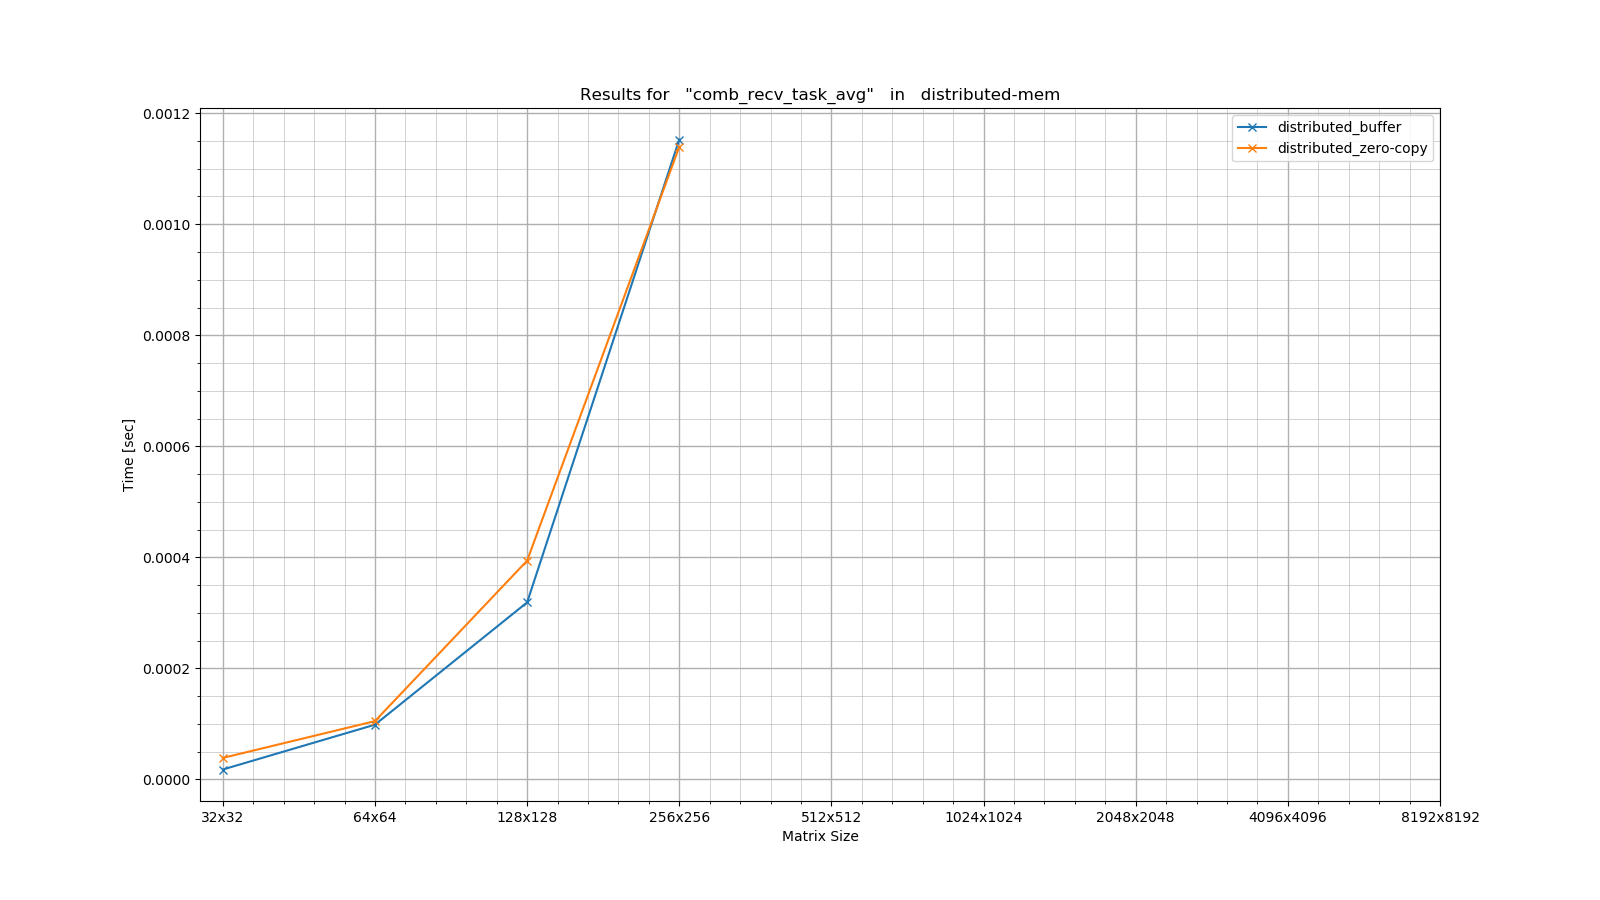 Results for "comb_recv_task_avg" in distributed-mem
distributed_buffer
distributed_zero-copy
0.0012
0.0010
0.0008
0.0006
0.0004
0.0002
0.0000
Time [sec]
32x32 64x64 128x128 256x256 512x512 1024x1024 2048x2048 4096x4096 8192x8192
Matrix Size